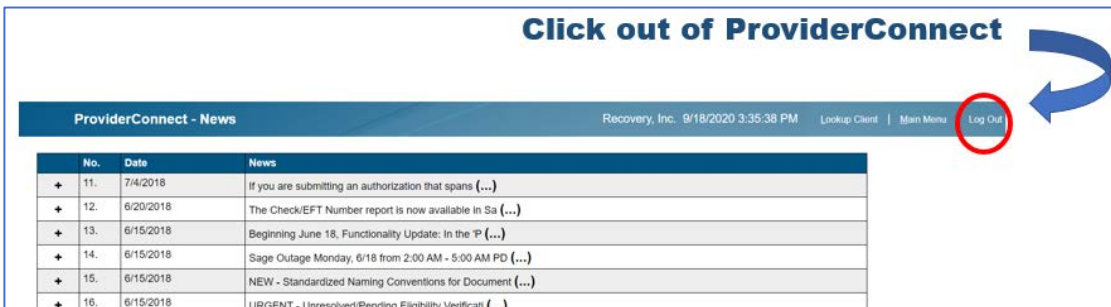 Click out of ProviderConnect
ProviderConnect - News Recovery, Inc. 9/18/2020 3:35:38 PM Lookup Client | Main Menu Log Out
No. Date News
+ 11. 7/4/2018 If you are submitting an authorization that spans (...)
+ 12. 6/20/2018 The Check/EFT Number report is now available in Sa (...)
+ 13. 6/15/2018 Beginning June 18, Functionality Update: In the 'P (...)
+ 14. 6/15/2018 Sage Outage Monday, 6/18 from 2:00 AM - 5:00 AM PD (...)
+ 15. 6/15/2018 NEW - Standardized Naming Conventions for Document (...)
+ 16. 6/15/2018 URGENT - Unresolved/Pending Eligibility Verificati (...)